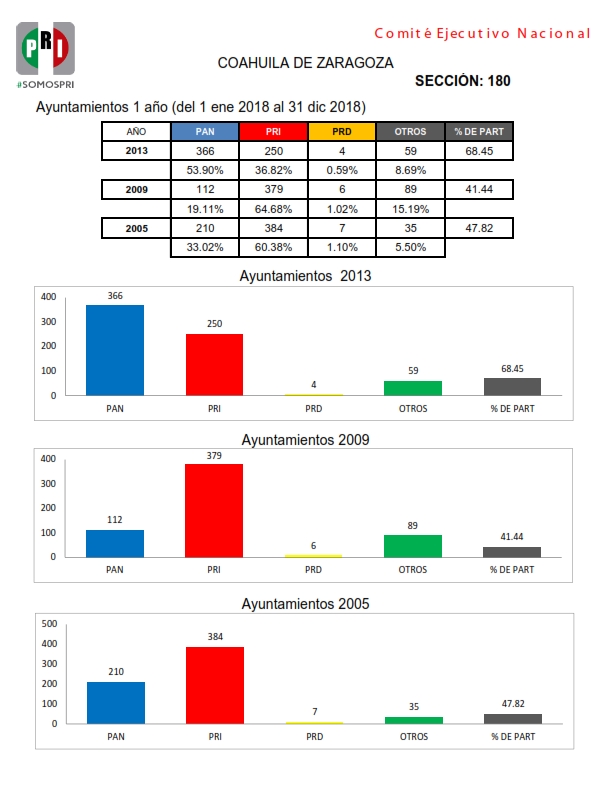 Comité Ejecutivo Nacional
PRI
#SOMOSPRI
COAHUILA DE ZARAGOZA
SECCIÓN: 180
Ayuntamientos 1 año (del 1 ene 2018 al 31 dic 2018)
AÑO PAN PRI PRD OTROS % DE PART
2013 366 250 4 59 68.45
53.90% 36.82% 0.59% 8.69%
2009 112 379 6 89 41.44
19.11% 64.68% 1.02% 15.19%
2005 210 384 7 35 47.82
33.02% 60.38% 1.10% 5.50%
Ayuntamientos 2013
400
300
200
100
0
366 250 4 59 68.45
PAN PRI PRD OTROS % DE PART
Ayuntamientos 2009
400
300
200
100
0
112 379 6 89 41.44
PAN PRI PRD OTROS % DE PART
Ayuntamientos 2005
500
400
300
200
100
0
210 384 7 35 47.82
PAN PRI PRD OTROS % DE PART